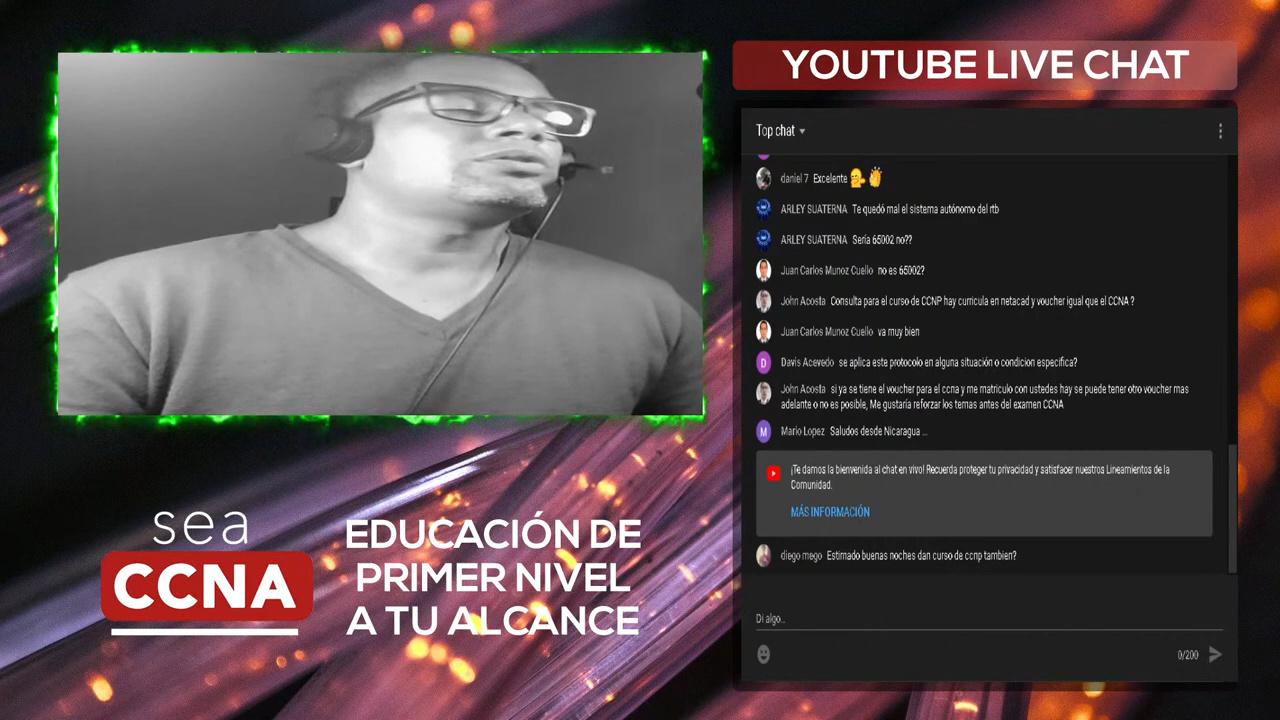 YOUTUBE LIVE CHAT
Top chat
daniel 7 Excelente
ARLEY SUATERNA Te quedó mal el sistema autónomo del rtb
ARLEY SUATERNA Sería 65002 no??
Juan Carlos Munoz Cuello no es 65002?
John Acosta Consulta para el curso de CCNP hay curricula en netacad y voucher igual que el CCNA ?
Juan Carlos Munoz Cuello va muy bien
D
Davis Acevedo se aplica este protocolo en alguna situación o condicion especifica?
John Acosta si ya se tiene el voucher para el ccna y me matriculo con ustedes hay se puede tener otro voucher mas
adelante o no es posible, Me gustaría reforzar los temas antes del examen CCNA
M
Mario Lopez Saludos desde Nicaragua ...
¡Te damos la bienvenida al chat en vivo! Recuerda proteger tu privacidad y satisfacer nuestros Lineamientos de la
Comunidad.
MÁS INFORMACIÓN
diego mego Estimado buenas noches dan curso de ccnp tambien?
Di algo...
0/200
sea
CCNA
EDUCACIÓN DE
PRIMER NIVEL
A TU ALCANCE